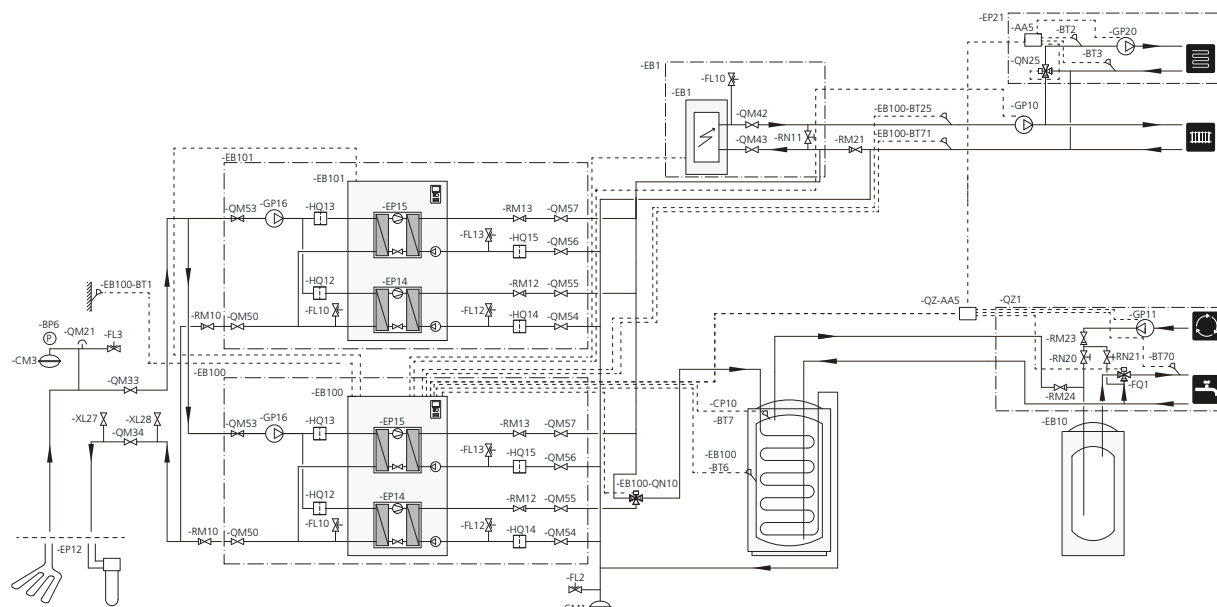 -EP21
-AA5
-BT2
-GP20
-BT3
-QN25
-EB1
-FL10
-EB1
-QM42
-EB100-BT25
-GP10
-QM43
-RN11
-RM21
-EB100-BT71
-EB101
-EB101
-QM53
-GP16
-HQ13
-EP15
-RM13
-QM57
-FL13
-HQ15
-QM56
-HQ12
-EP14
-RM12
-QM55
-RM10
-QM50
-FL10
-FL12
-HQ14
-QM54
-EB100-BT1
-BP6
P
-QM21
-FL3
-CM3
-QM33
-XL27
-XL28
-QM34
-EB100
-EB100
-QM53
-GP16
-HQ13
-EP15
-RM13
-QM57
-FL13
-HQ15
-QM56
-HQ12
-EP14
-RM12
-QM55
-EB100-QN10
-RM10
-QM50
-FL10
-FL12
-HQ14
-QM54
-EP12
-FL2
-CM1
-CP10
-BT7
-EB100
-BT6
-QZ-AA5
-QZ1
-GP11
-RM23
-RN20
-RN21
-BT70
-FQ1
-RM24
-EB10